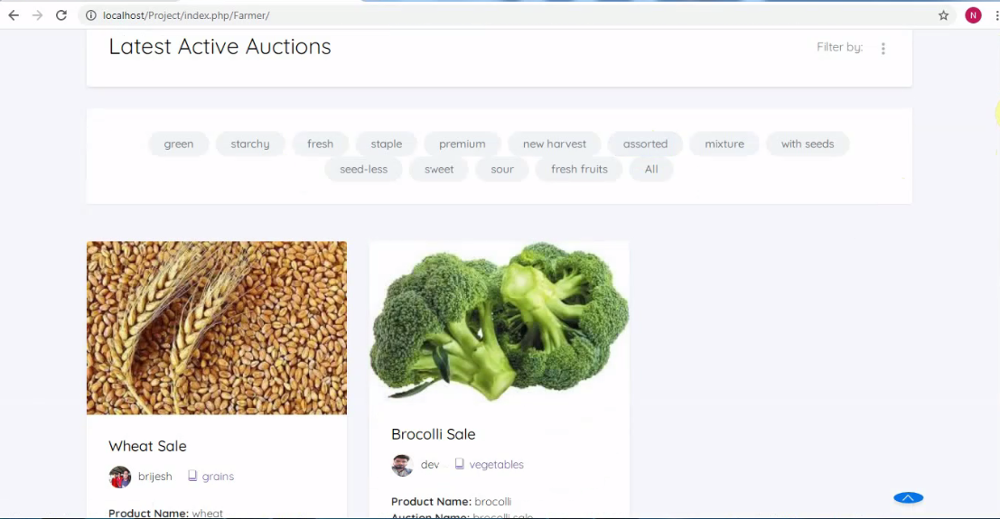 localhost/Project/index.php/Farmer/
N
Latest Active Auctions
Filter by:
green starchy fresh staple premium new harvest assorted mixture with seeds
seed-less sweet sour fresh fruits All
Wheat Sale
brijesh grains
Product Name: wheat
Brocolli Sale
dev vegetables
Product Name: brocolli
Auction Name: brocolli sale